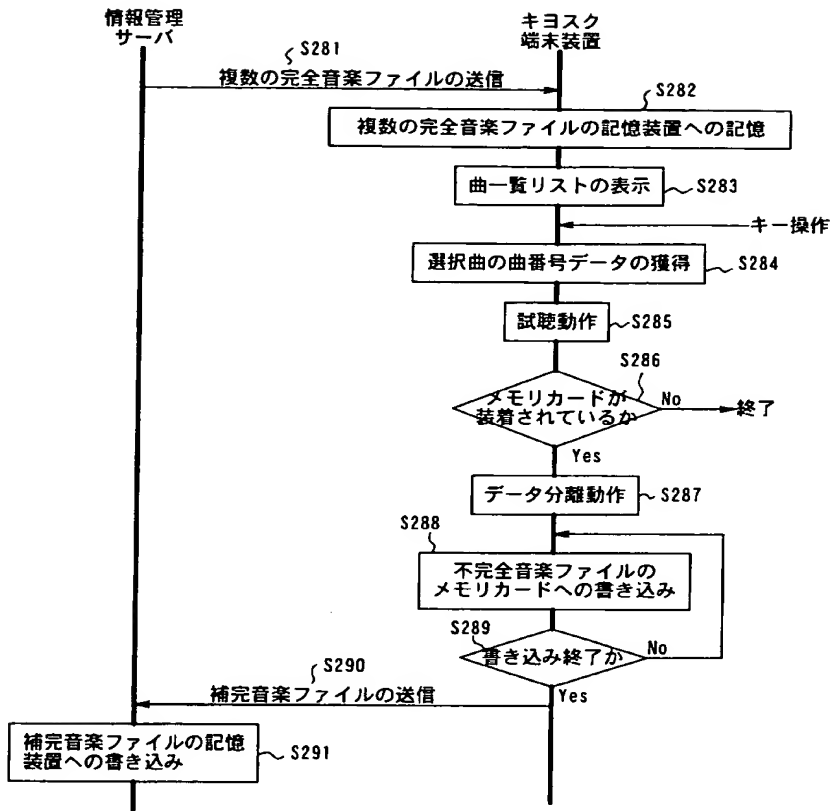 情報管理
サーバ
キヨスク
端末装置
S281
複数の完全音楽ファイルの送信
S282
複数の完全音楽ファイルの記憶装置への記憶
曲一覧リストの表示
S283
キー操作
選択曲の曲番号データの獲得
S284
試聴動作
S285
S286
メモリカードが
装着されているか
No
終了
Yes
データ分離動作
S287
S288
不完全音楽ファイルの
メモリカードへの書き込み
S289
書き込み終了か
No
Yes
S290
補完音楽ファイルの送信
補完音楽ファイルの記憶
装置への書き込み
S291